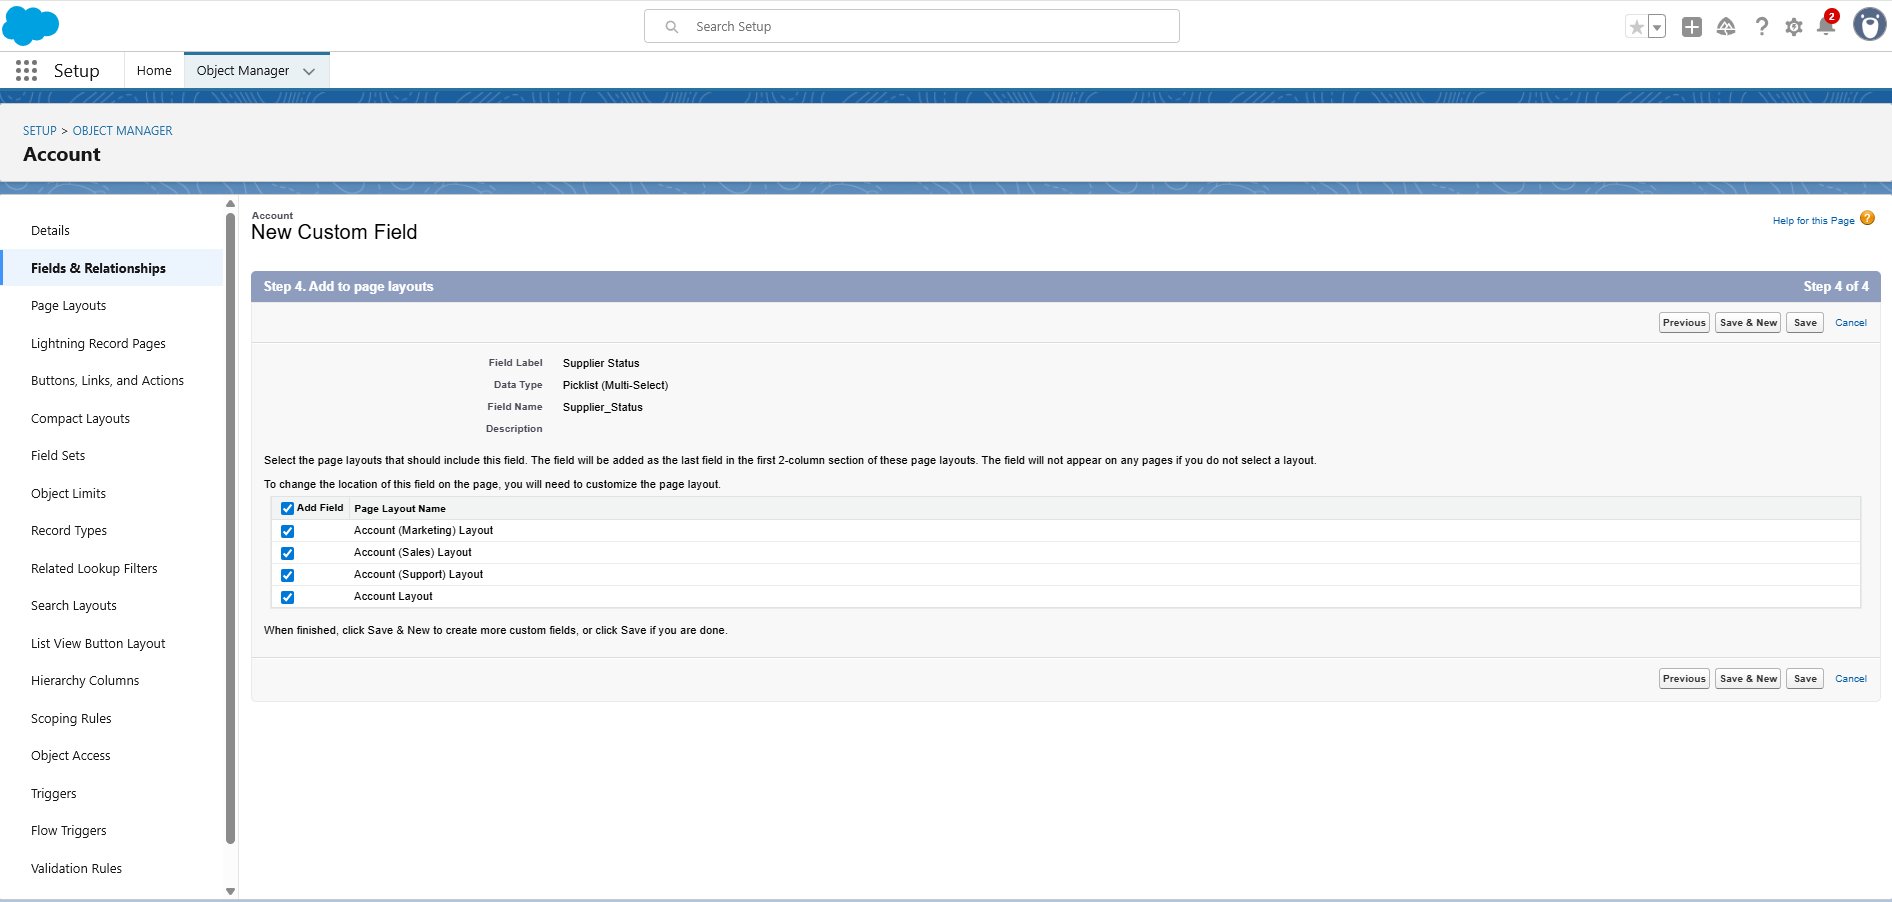 Search Setup
2
Setup
Home
Object Manager
SETUP > OBJECT MANAGER
Account
Details
Fields & Relationships
Page Layouts
Lightning Record Pages
Buttons, Links, and Actions
Compact Layouts
Field Sets
Object Limits
Record Types
Related Lookup Filters
Search Layouts
List View Button Layout
Hierarchy Columns
Scoping Rules
Object Access
Triggers
Flow Triggers
Validation Rules
Account
New Custom Field
Help for this Page ?
Step 4. Add to page layouts
Step 4 of 4
Previous Save & New Save Cancel
Field Label Supplier Status
Data Type Picklist (Multi-Select)
Field Name Supplier_Status
Description
Select the page layouts that should include this field. The field will be added as the last field in the first 2-column section of these page layouts. The field will not appear on any pages if you do not select a layout.
To change the location of this field on the page, you will need to customize the page layout.
Add Field Page Layout Name
Account (Marketing) Layout
Account (Sales) Layout
Account (Support) Layout
Account Layout
When finished, click Save & New to create more custom fields, or click Save if you are done.
Previous Save & New Save Cancel